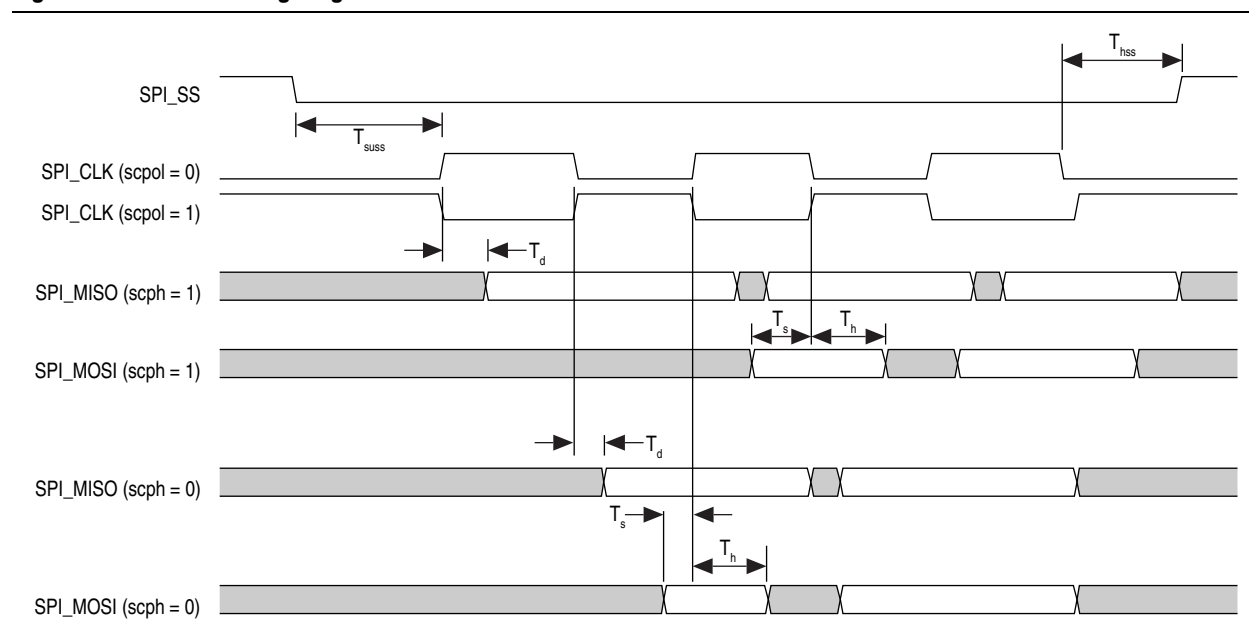 T_hss
SPI_SS
T_suss
SPI_CLK (scpol = 0)
SPI_CLK (scpol = 1)
T_d
SPI_MISO (scph = 1)
T_s T_h
SPI_MOSI (scph = 1)
T_d
SPI_MISO (scph = 0)
T_s
T_h
SPI_MOSI (scph = 0)